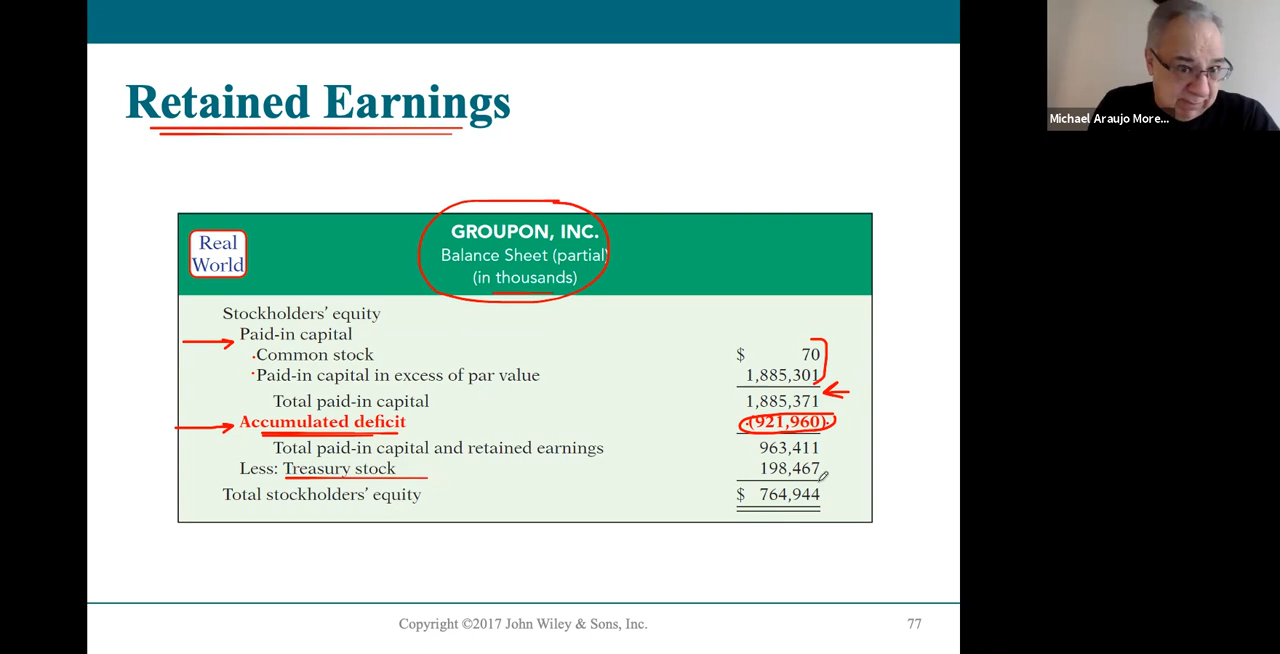 Retained Earnings
Michael Araujo More...
Real
World
GROUPON, INC.
Balance Sheet (partial)
(in thousands)
Stockholders’ equity
Paid-in capital
Common stock $ 70
Paid-in capital in excess of par value 1,885,301
Total paid-in capital 1,885,371
Accumulated deficit (921,960)
Total paid-in capital and retained earnings 963,411
Less: Treasury stock 198,467
Total stockholders’ equity $ 764,944
Copyright ©2017 John Wiley & Sons, Inc. 77